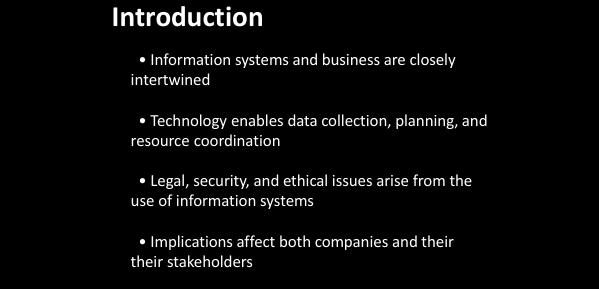 Introduction
• Information systems and business are closely
intertwined
• Technology enables data collection, planning, and
resource coordination
• Legal, security, and ethical issues arise from the
use of information systems
• Implications affect both companies and their
their stakeholders